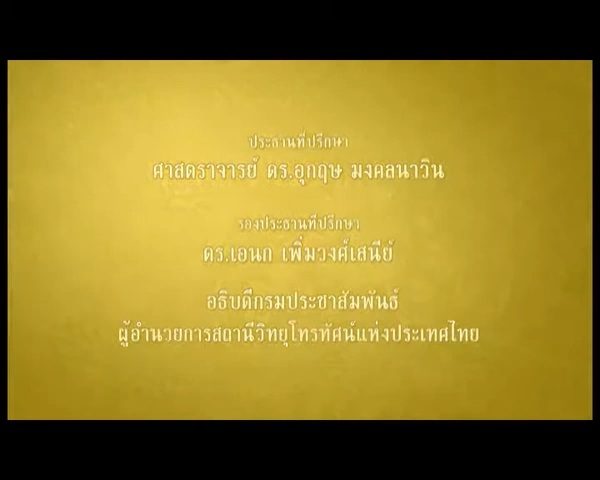 ประธานที่ปรึกษา
ศาสตราจารย์ ดร.อุกฤษ มงคลนาวิน
รองประธานที่ปรึกษา
ดร.เอนก เพิ่มวงศ์เสนีย์
อธิบดีกรมประชาสัมพันธ์
ผู้อำนวยการสถานีวิทยุโทรทัศน์แห่งประเทศไทย